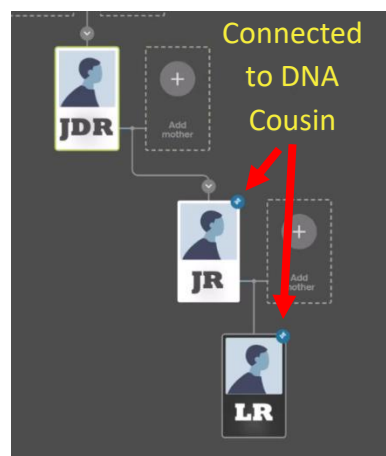 Connected
to DNA
Cousin
JDR
Add
mother
JR
Add
mother
LR